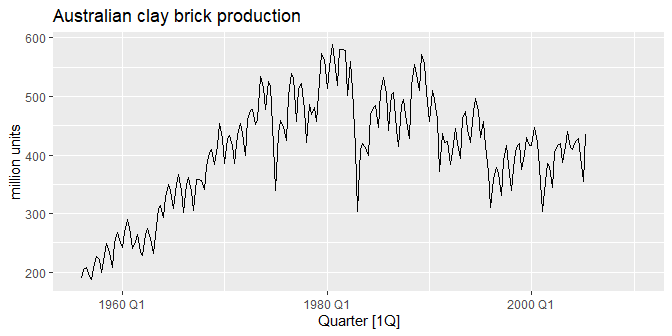 Australian clay brick production
600
500
400
300
200
million units
1960 Q1
1980 Q1
2000 Q1
Quarter [1Q]